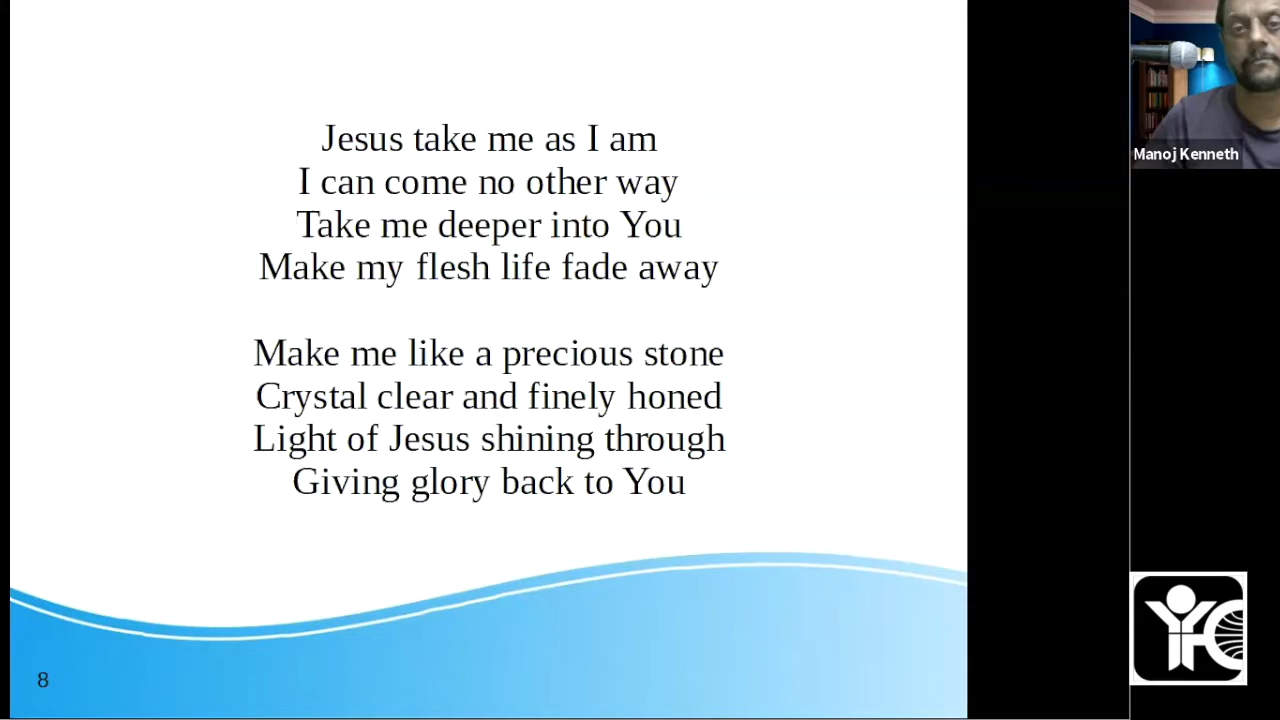 Jesus take me as I am
I can come no other way
Take me deeper into You
Make my flesh life fade away
Make me like a precious stone
Crystal clear and finely honed
Light of Jesus shining through
Giving glory back to You
8
Manoj Kenneth
YFC